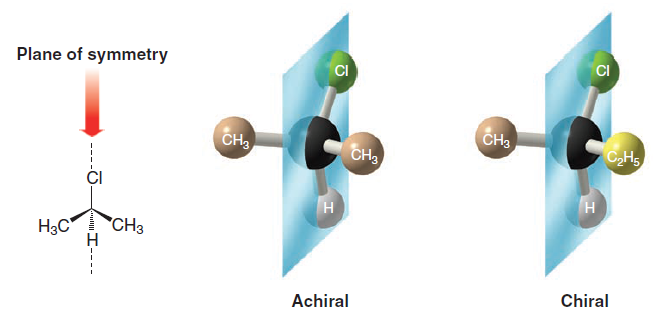 Plane of symmetry
Cl
H3C
CH3
H
Cl
CH3
CH3
H
Achiral
Cl
CH3
C2H5
H
Chiral